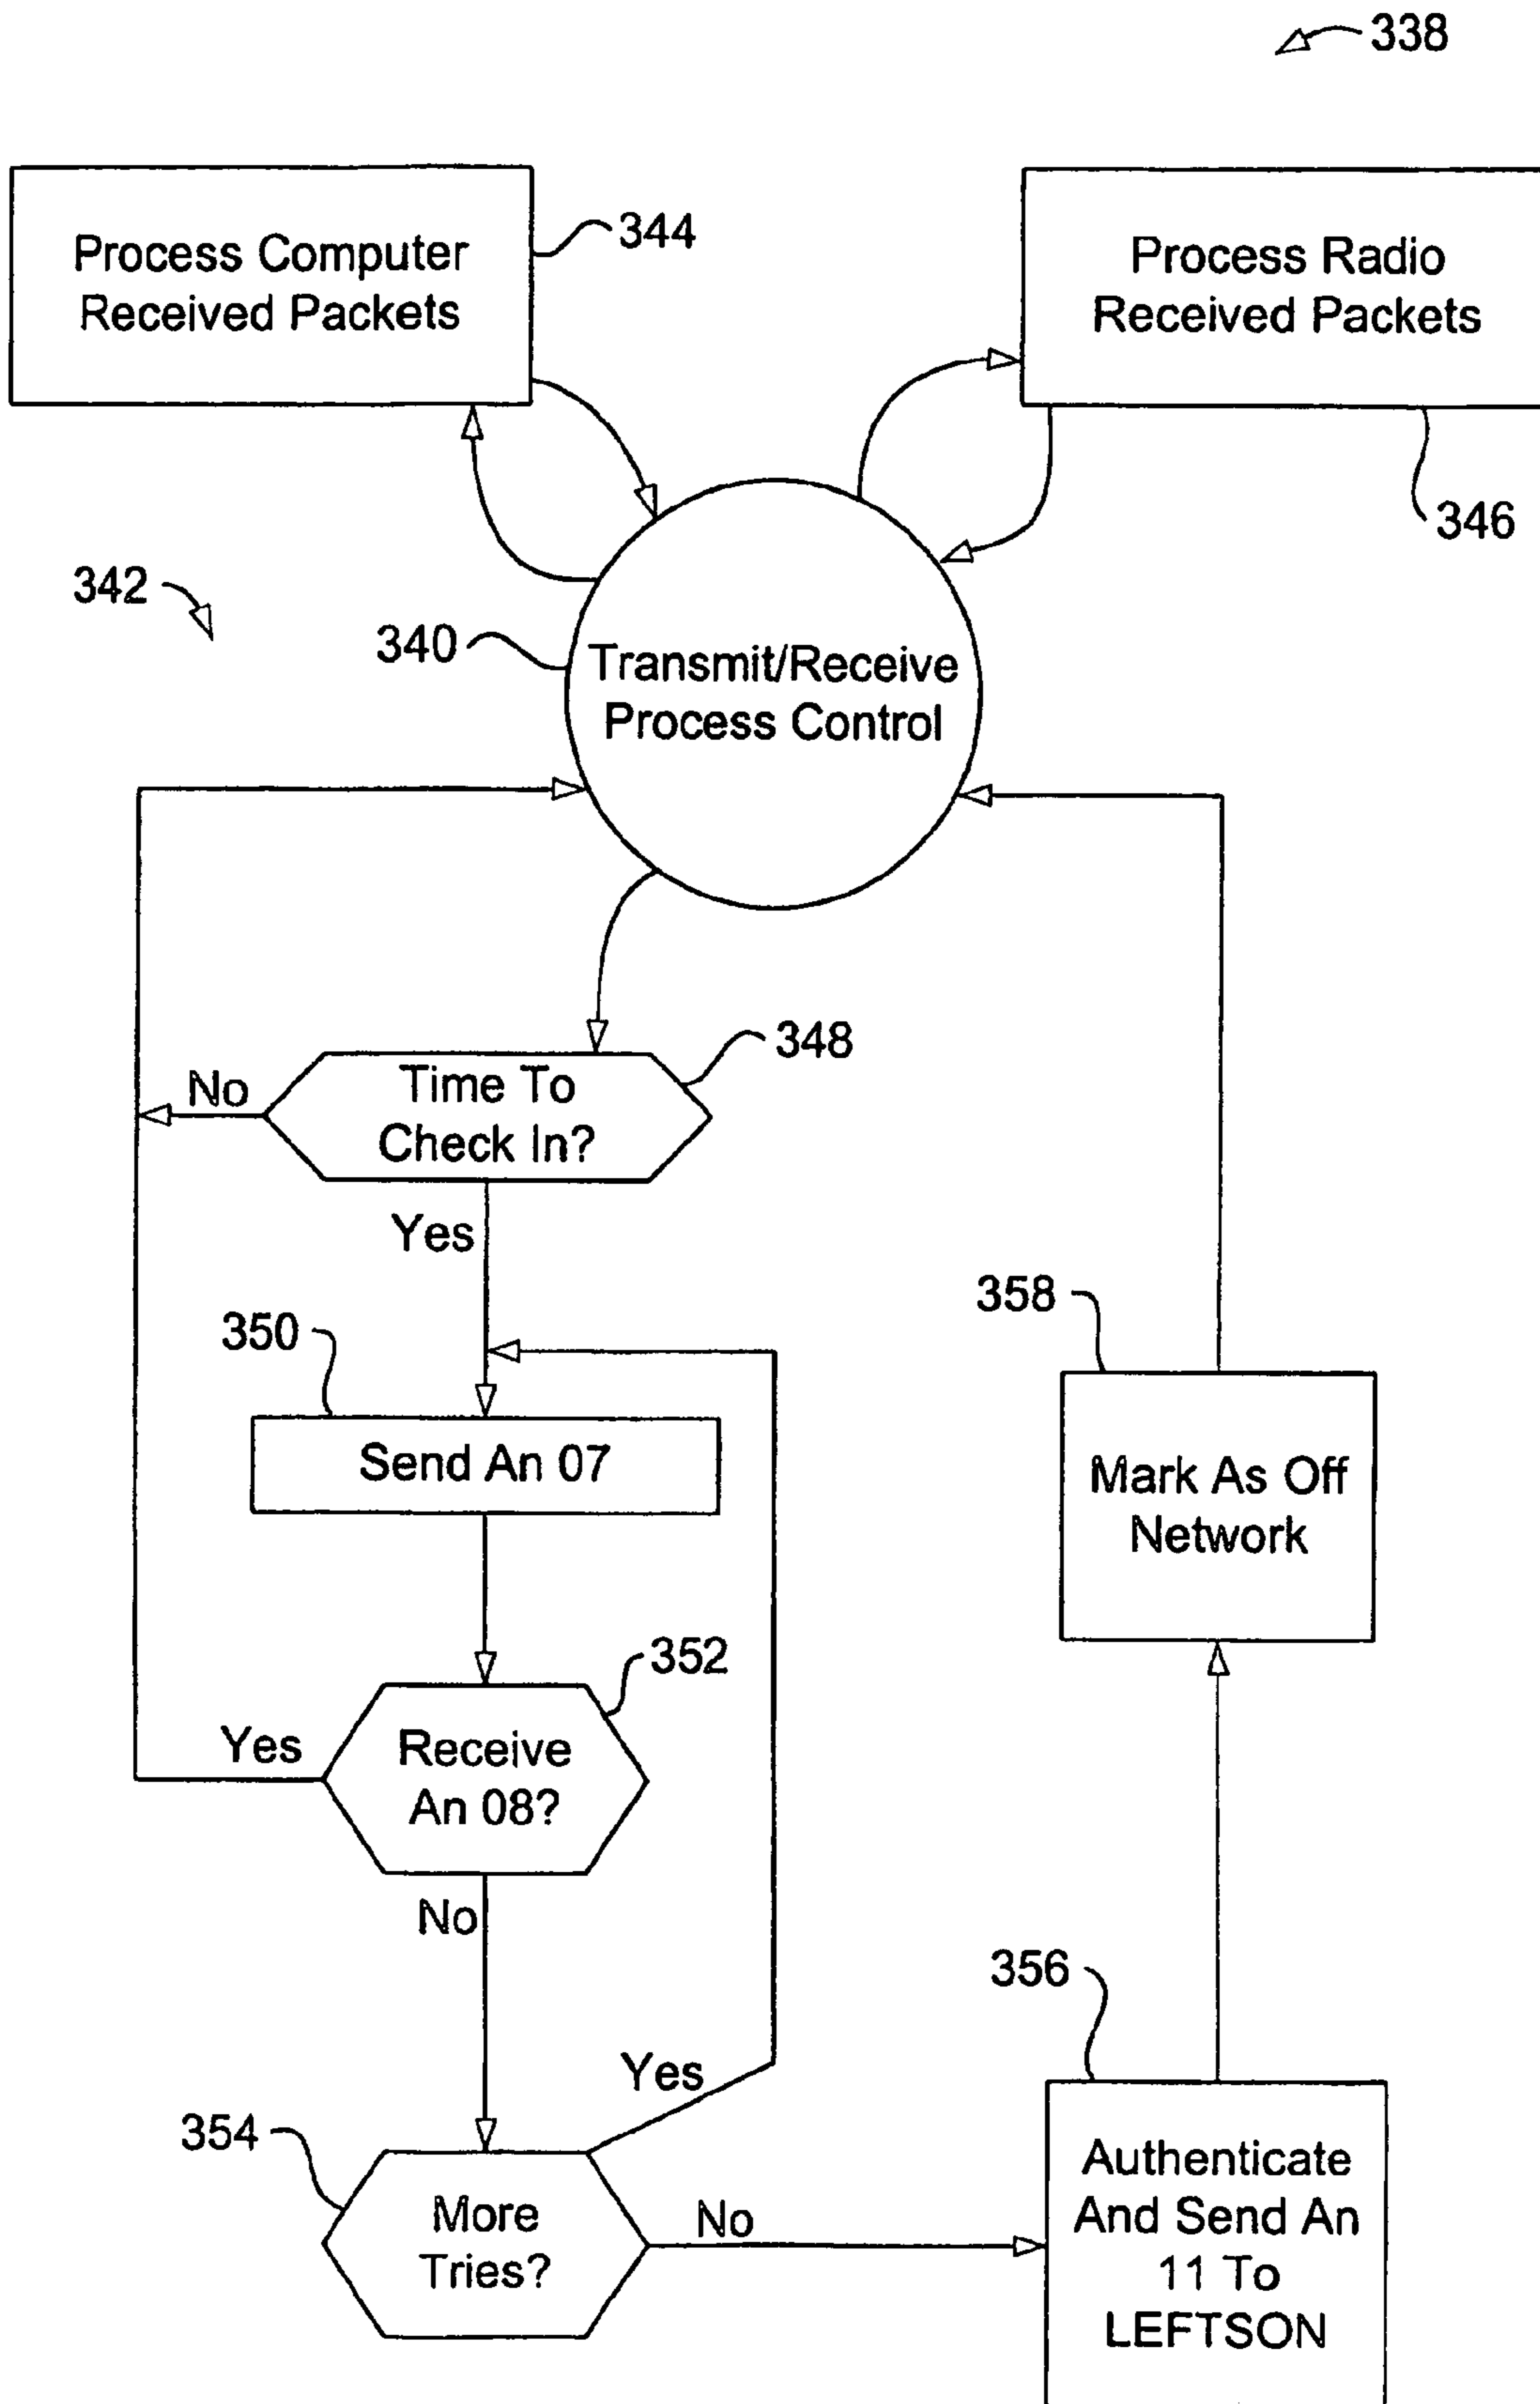 338
Process Computer
Received Packets
344
Process Radio
Received Packets
346
342
340
Transmit/Receive
Process Control
348
Time To
Check In?
No
Yes
350
Send An 07
358
Mark As Off
Network
352
Receive
An 08?
Yes
No
356
Yes
354
More
Tries?
No
Authenticate
And Send An
11 To
LEFTSON